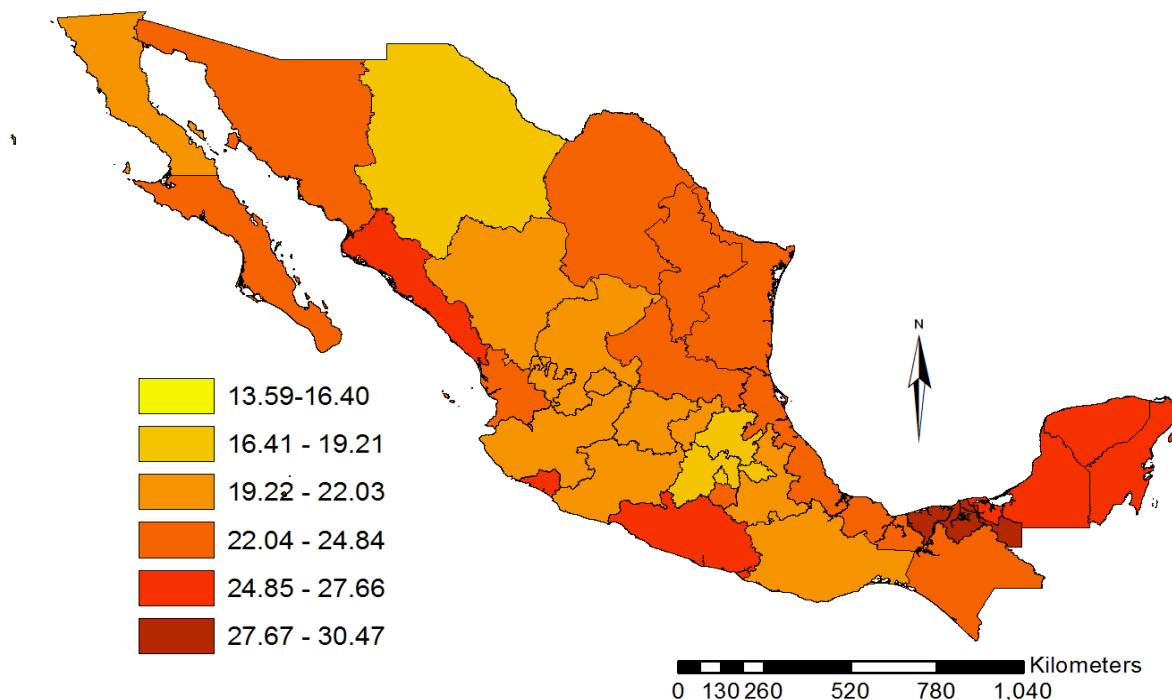 N
13.59-16.40
16.41 - 19.21
19.22 - 22.03
22.04 - 24.84
24.85 - 27.66
27.67 - 30.47
Kilometers
0 130 260 520 780 1,040